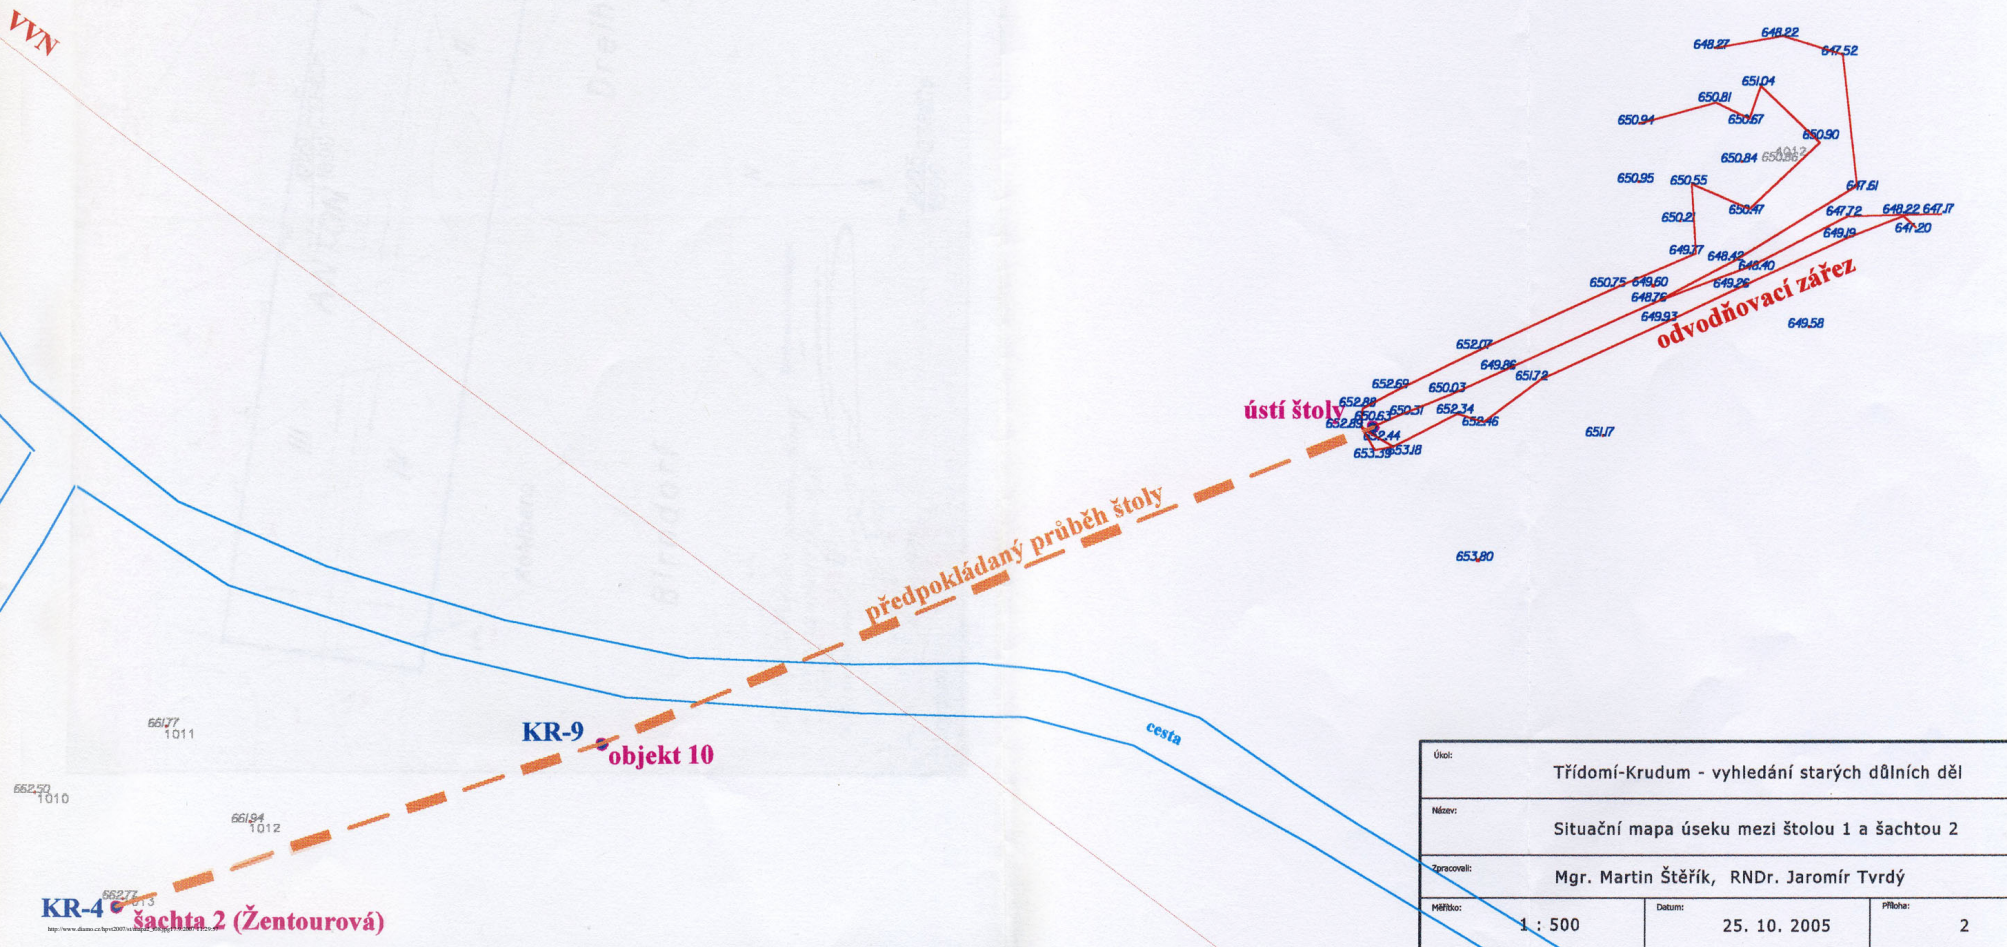 VVN
648.27
648.22
647.52
651.04
650.81
650.94
650.67
650.90
650.84
650.86
1012
650.95
650.55
647.61
650.47
650.21
647.72
648.22
647.17
647.20
649.19
649.77
648.42
648.40
650.75
649.60
649.26
648.76
649.93
odvodňovací zářez
649.58
652.07
649.86
651.72
652.69
650.03
652.88
ústí štoly
650.63
650.31
652.34
652.89
652.46
652.44
653.39
653.18
651.17
653.80
předpokládaný průběh štoly
661.77
1011
KR-9
objekt 10
cesta
662.50
1010
661.94
1012
662.77
1013
KR-4
šachta 2 (Žentourová)
Úkol:
Třídomí-Krudum - vyhledání starých důlních děl
Název:
Situační mapa úseku mezi štolou 1 a šachtou 2
Zpracovali:
Mgr. Martin Štěřík, RNDr. Jaromír Tvrdý
Měřítko:
1 : 500
Datum:
25. 10. 2005
Příloha:
2